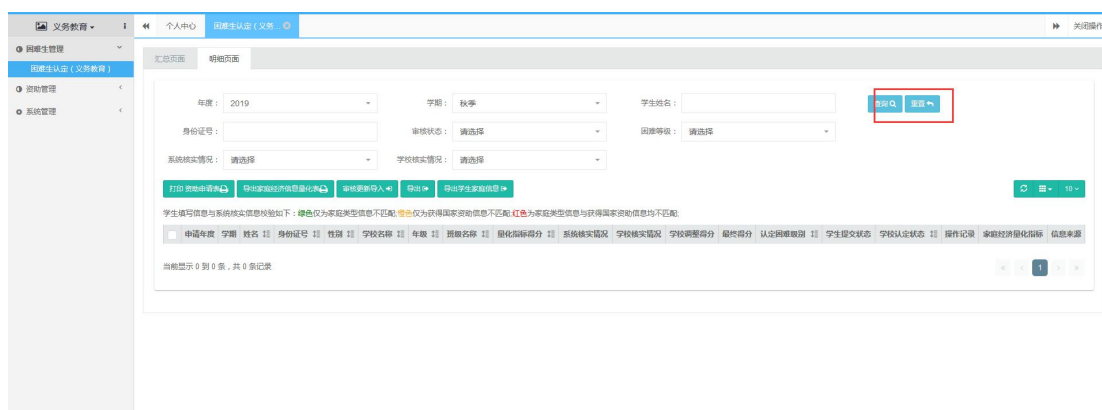 义务教育
个人中心
困难生认定（义务...
关闭操作
困难生管理
困难生认定（义务教育）
资助管理
系统管理
汇总页面
明细页面
年度： 2019
学期： 秋季
学生姓名：
查询
重置
身份证号：
审核状态： 请选择
困难等级： 请选择
系统核实情况： 请选择
学校核实情况： 请选择
打印 资助申请表
导出家庭经济信息量化表
审核更新导入
导出
导出学生家庭信息
10
学生填写信息与系统核实信息校验如下：绿色仅为家庭类型信息不匹配;橙色仅为获得国家资助信息不匹配;红色为家庭类型信息与获得国家资助信息均不匹配;
申请年度 学期 姓名 身份证号 性别 学校名称 年级 班级名称 量化指标得分 系统核实情况 学校核实情况 学校调整得分 最终得分 认定困难级别 学生提交状态 学校认定状态 操作记录 家庭经济量化指标 信息来源
当前显示 0 到 0 条，共 0 条记录
« ‹ 1 › »